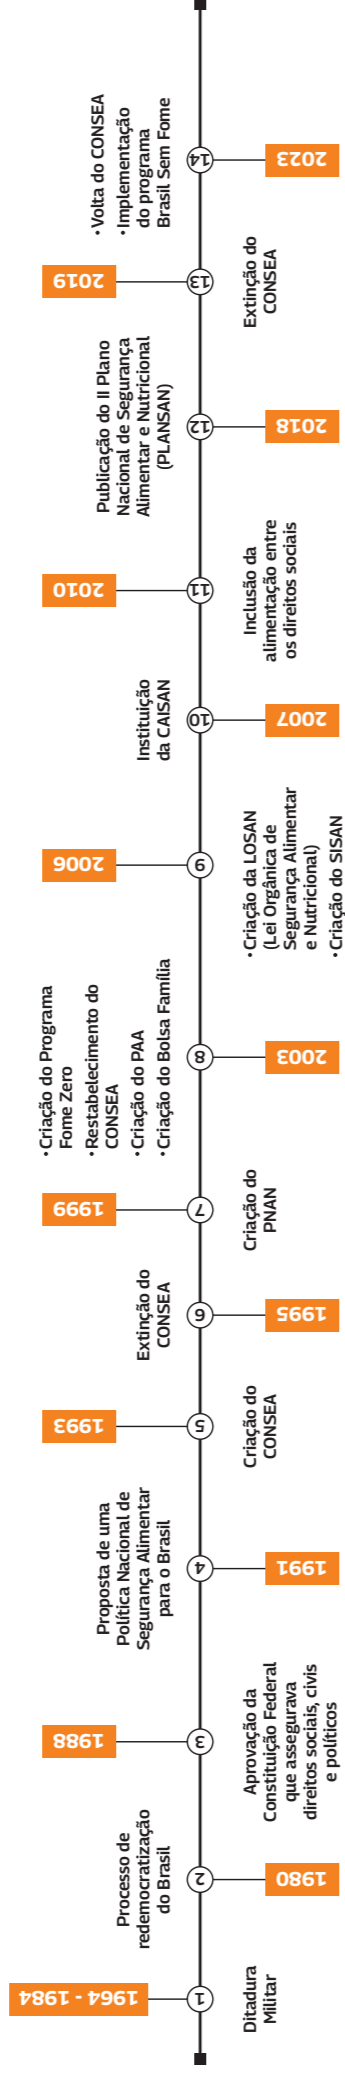 1964 - 1984
1
Ditadura
Militar
1980
2
Processo de
redemocratização
do Brasil
1988
3
Aprovação da
Constituição Federal
que assegurava
direitos sociais, civis
e políticos
1991
4
Proposta de uma
Política Nacional de
Segurança Alimentar
para o Brasil
1993
5
Criação do
CONSEA
1995
6
Extinção do
CONSEA
1999
7
Criação do
PNAN
2003
8
• Criação do Programa
Fome Zero
• Restabelecimento do
CONSEA
• Criação do PAA
• Criação do Bolsa Família
2006
9
• Criação da LOSAN
(Lei Orgânica de
Segurança Alimentar
e Nutricional)
• Criação do SISAN
2007
10
Instituição
da CAISAN
2010
11
Inclusão da
alimentação entre
os direitos sociais
2018
12
Publicação do II Plano
Nacional de Segurança
Alimentar e Nutricional
(PLANSAN)
2019
13
Extinção do
CONSEA
2023
14
• Volta do CONSEA
• Implementação
do programa
Brasil Sem Fome